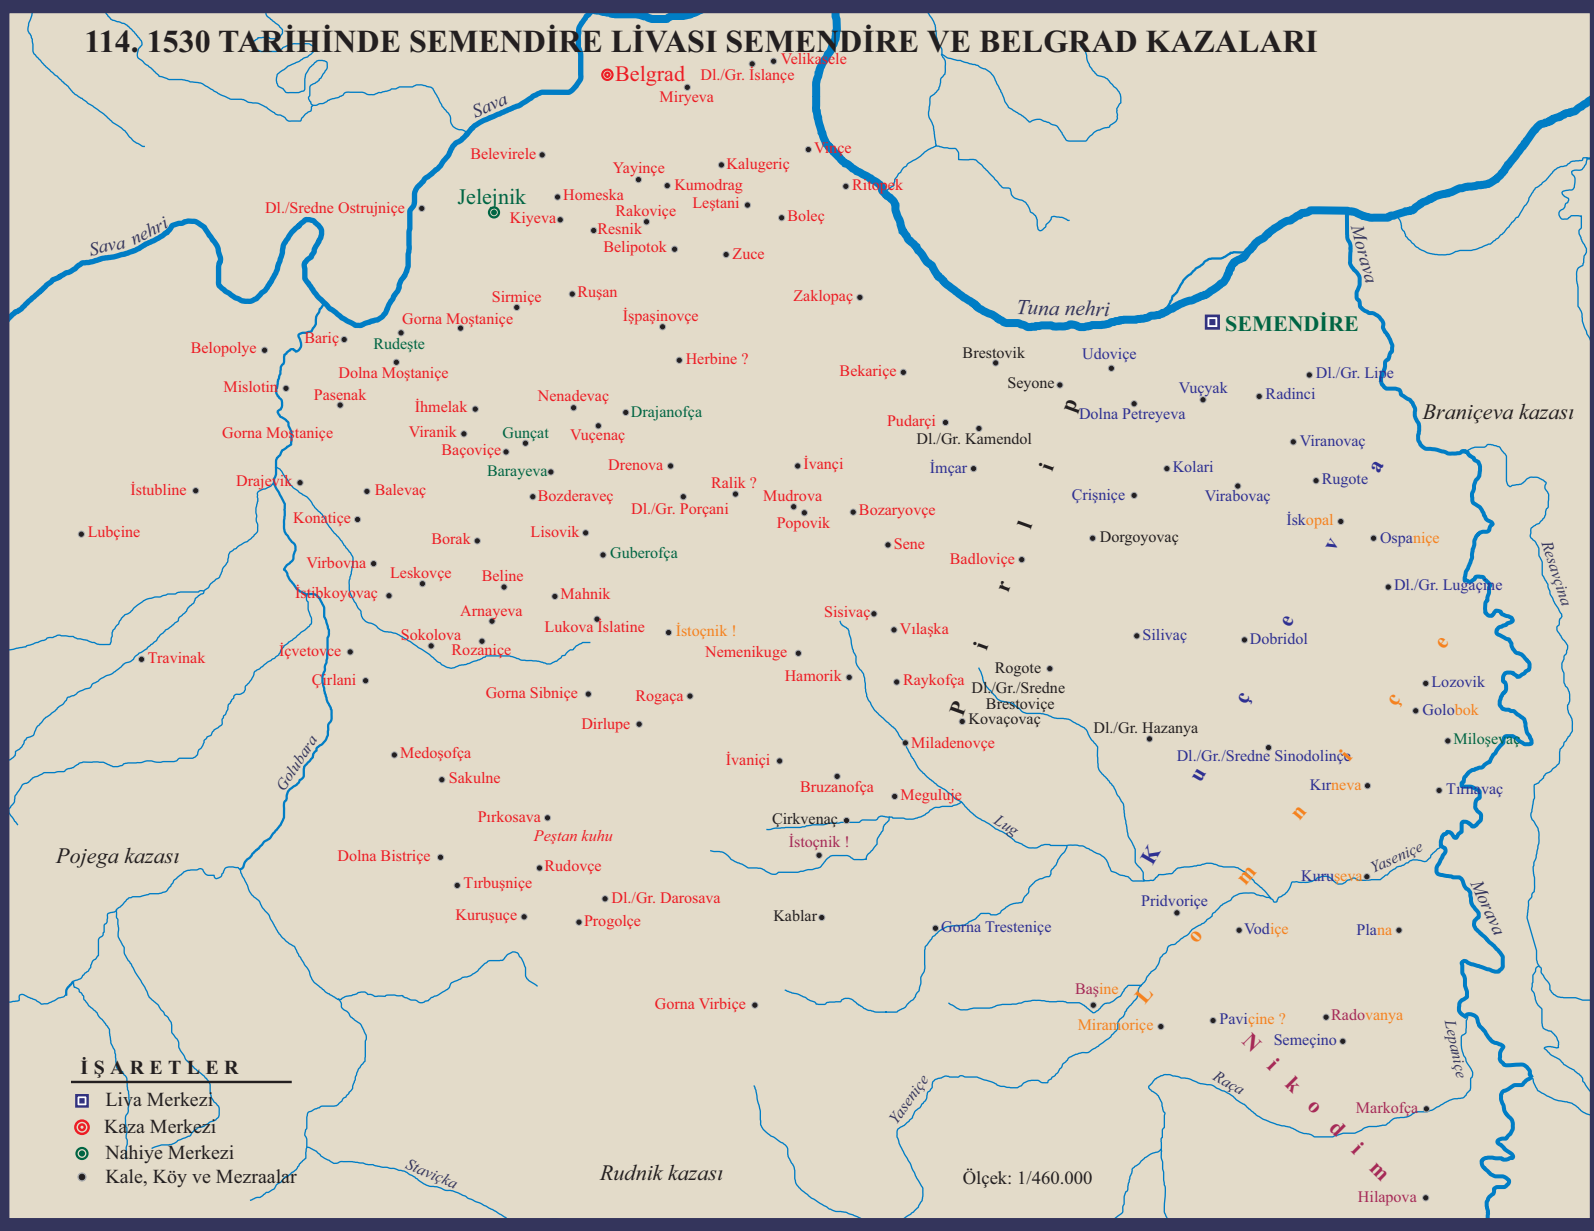 114. 1530 TARİHİNDE SEMENDİRE LİVASI SEMENDİRE VE BELGRAD KAZALARI
Velikasele
Belgrad
Dl./Gr. İslançe
Miryeva
Sava
Vinçe
Belevirele
Yayinçe
Kalugeriç
Kumodrag
Ritopek
Jelejnik
Homeska
Leştani
Dl./Sredne Ostrujniçe
Kiyeva
Rakoviçe
Boleç
Resnik
Belipotok
Zuce
Sava nehri
Morava
Sirmiçe
Ruşan
Zaklopaç
Tuna nehri
Gorna Moştaniçe
İşpaşinovçe
SEMENDİRE
Bariç
Rudeşte
Belopolye
Herbine ?
Brestovik
Udoviçe
Dolna Moştaniçe
Bekariçe
Seyone
Dl./Gr. Lipe
Mislotin
Pasenak
Nenadevaç
Vuçyak
Radinci
İhmelak
Drajanofça
Dolna Petreyeva
Braniçeva kazası
Gorna Mostaniçe
Viranik
Gunçat
Vuçenaç
Pudarçi
Dl./Gr. Kamendol
Viranovaç
Baçoviçe
Barayeva
Drenova
İvançi
İmçar
Kolari
Rugote
Drajevik
İstubline
Balevaç
Bozderaveç
Ralik ?
Mudrova
Çrişniçe
Virabovaç
Dl./Gr. Porçani
Popovik
Bozaryovçe
Konatiçe
İskopal
Lubçine
Borak
Lisovik
Sene
Dorgoyovaç
Ospaniçe
Guberofça
Badloviçe
Resavçina
Virbovna
Leskovçe
Beline
Dl./Gr. Lugaçine
İstibkoyovaç
Mahnik
Arnayeva
Sisivaç
Lukova İslatine
İstoçnik !
Vılaşka
Silivaç
Dobridol
Sokolova
Rozaniçe
Travinak
İçvetovce
Nemenikuge
Rogote
Çirlani
Hamorik
Raykofça
Dl./Gr./Sredne
Brestoviçe
Lozovik
Gorna Sibniçe
Rogaça
Kovaçovaç
Golobok
Dirlupe
Dl./Gr. Hazanya
Miloşevaç
Miladenovçe
Medoşofça
İvaniçi
Dl./Gr./Sredne Sinodolinçe
Golubara
Sakulne
Bruzanofça
Meguluje
Kırneva
Tırnavaç
Pırkosava
Çirkvenaç
Peştan kuhu
İstoçnik !
Lug
Pojega kazası
Dolna Bistriçe
Yaseniçe
Rudovçe
Kuruseva
Tırbuşniçe
Dl./Gr. Darosava
Pridvoriçe
Morava
Kuruşuçe
Progolçe
Kablar
Gorna Tresteniçe
Vodiçe
Plana
Başine
Gorna Virbiçe
Miramoriçe
Paviçine ?
Radovanya
Semeçino
Lepaniçe
Pirlip
Kuçeva
Lomniçe
Nikodim
Yaseniçe
Raça
Markofça
Hilapova
İŞARETLER
Liva Merkezi
Kaza Merkezi
Nahiye Merkezi
Kale, Köy ve Mezraalar
Staviçka
Rudnik kazası
Ölçek: 1/460.000